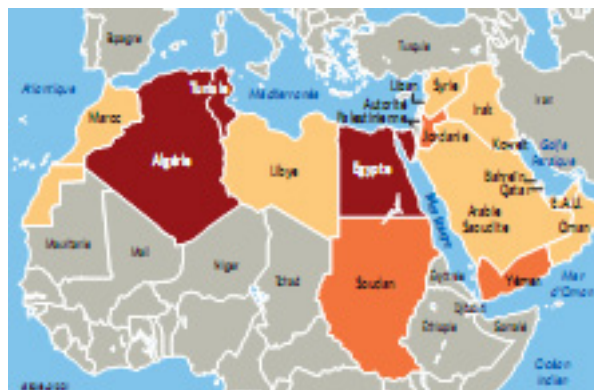 Espagne
Turquie
Atlantique
Tunisie
Méditerranée
Liban
Syrie
Autorité
Palestinienne
Irak
Iran
Maroc
Jordanie
Algérie
Libye
Egypte
Koweït
Golfe
Persique
Bahreïn
Qatar
E.A.U.
Arabie
Saoudite
Oman
Mer Rouge
Mauritanie
Mali
Niger
Tchad
Soudan
Erythrée
Yémen
Mer
d'Oman
Djibouti
Ethiopie
Somalie
Océan
Indien